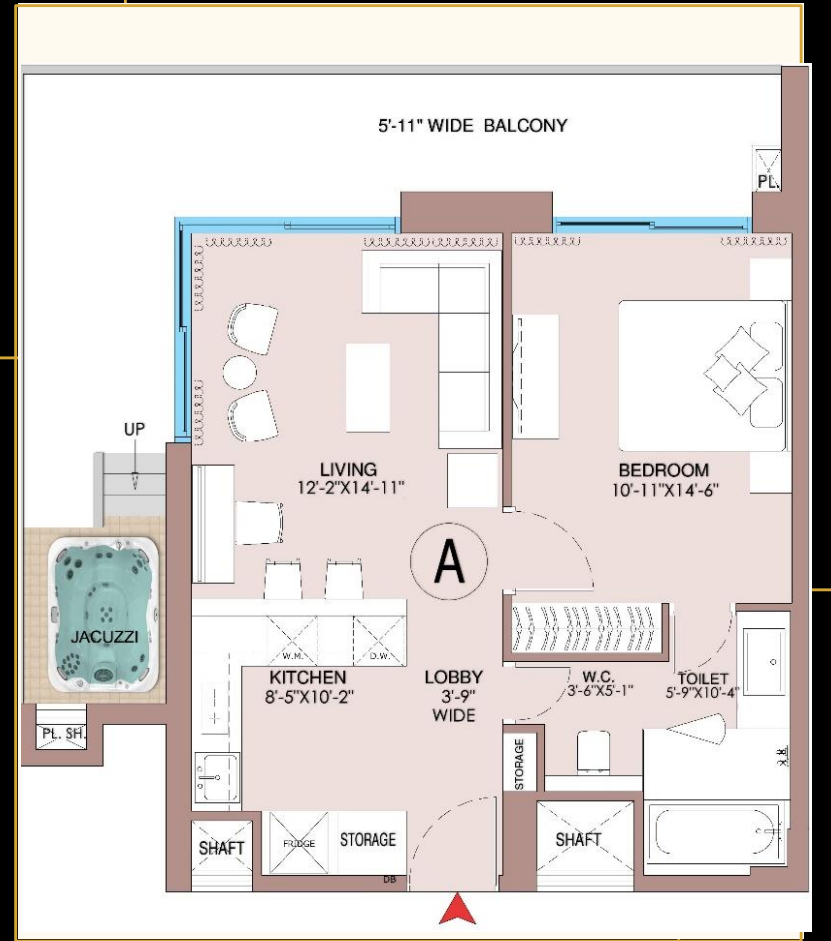 5'-11" WIDE BALCONY
PL.
UP
LIVING
12'-2"X14'-11"
BEDROOM
10'-11"X14'-6"
A
JACUZZI
W.M.
D.W.
KITCHEN
8'-5"X10'-2"
LOBBY
3'-9"
WIDE
W.C.
3'-6"X5'-1"
TOILET
5'-9"X10'-4"
PL. SH.
STORAGE
SHAFT
FRIDGE
STORAGE
SHAFT
DB